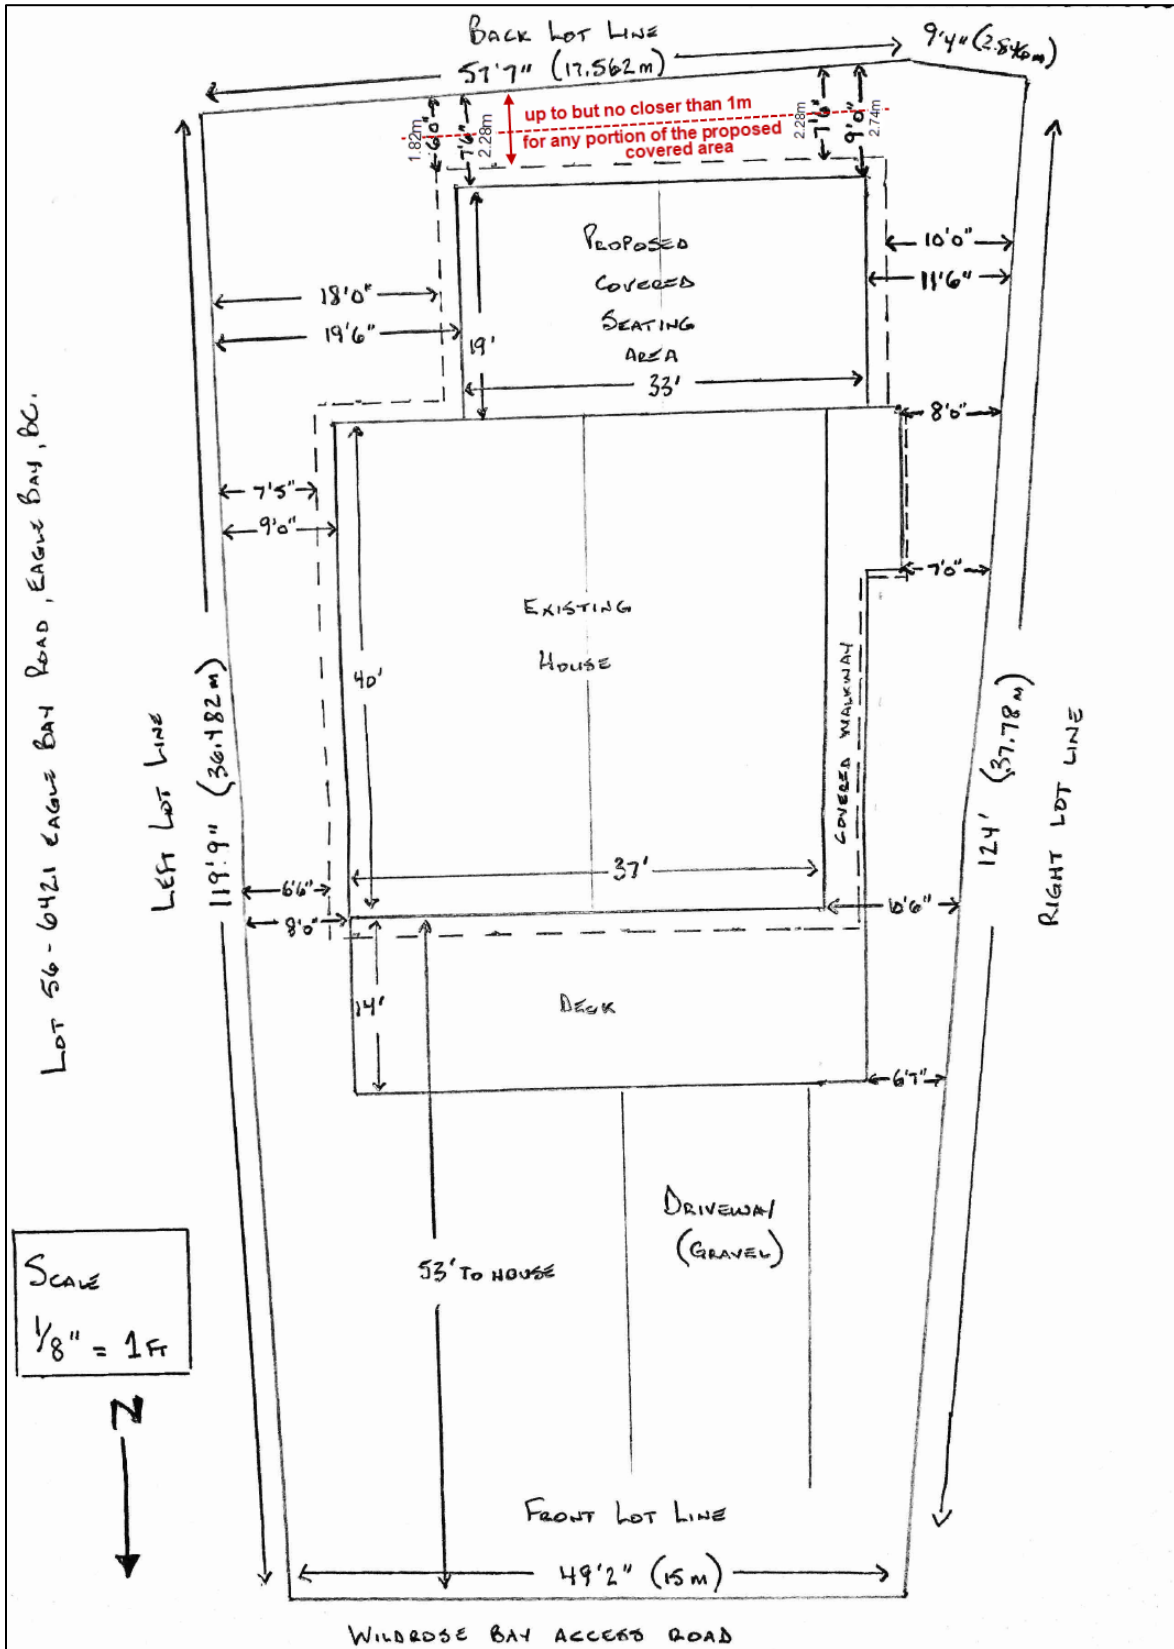 BACK LOT LINE
57'7" (17.562m)
9'4" (2.846m)
1.82m
6'0"
7'6"
2.28m
up to but no closer than 1m
for any portion of the proposed
covered area
2.28m
7'6"
9'0"
2.74m
PROPOSED
COVERED
SEATING
AREA
10'0"
11'6"
18'0"
19'6"
19'
33'
8'0"
7'5"
9'0"
7'0"
EXISTING
HOUSE
40'
COVERED WALKWAY
37'
6'6"
8'0"
10'6"
14'
DECK
6'7"
LOT 56 - 6421 EAGLE BAY ROAD, EAGLE BAY, BC.
LEFT LOT LINE
119'9" (36.482m)
124' (37.78m)
RIGHT LOT LINE
DRIVEWAY
(GRAVEL)
53' TO HOUSE
SCALE
1/8" = 1 FT
N
FRONT LOT LINE
49'2" (15m)
WILDROSE BAY ACCESS ROAD